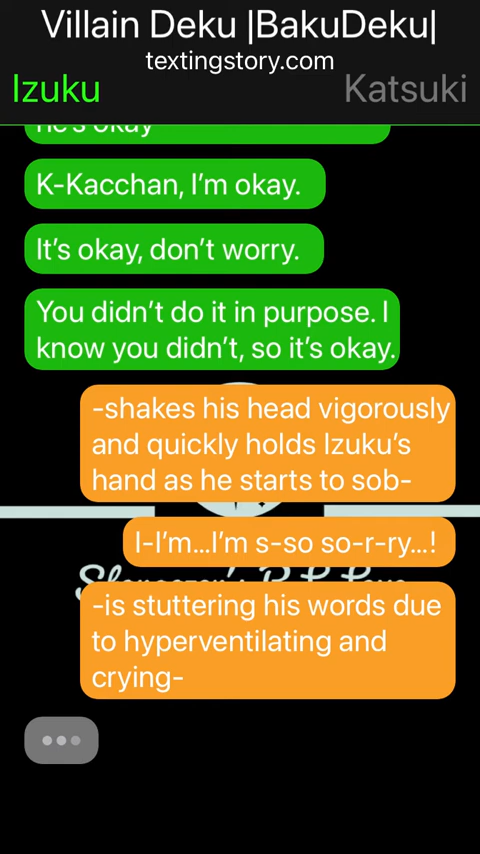 Villain Deku |BakuDeku|
textingstory.com
Izuku
Katsuki
he's okay
K-Kacchan, I'm okay.
It's okay, don't worry.
You didn't do it in purpose. I
know you didn't, so it's okay.
-shakes his head vigorously
and quickly holds Izuku's
hand as he starts to sob-
I-I'm...I'm s-so so-r-ry...!
-is stuttering his words due
to hyperventilating and
crying-